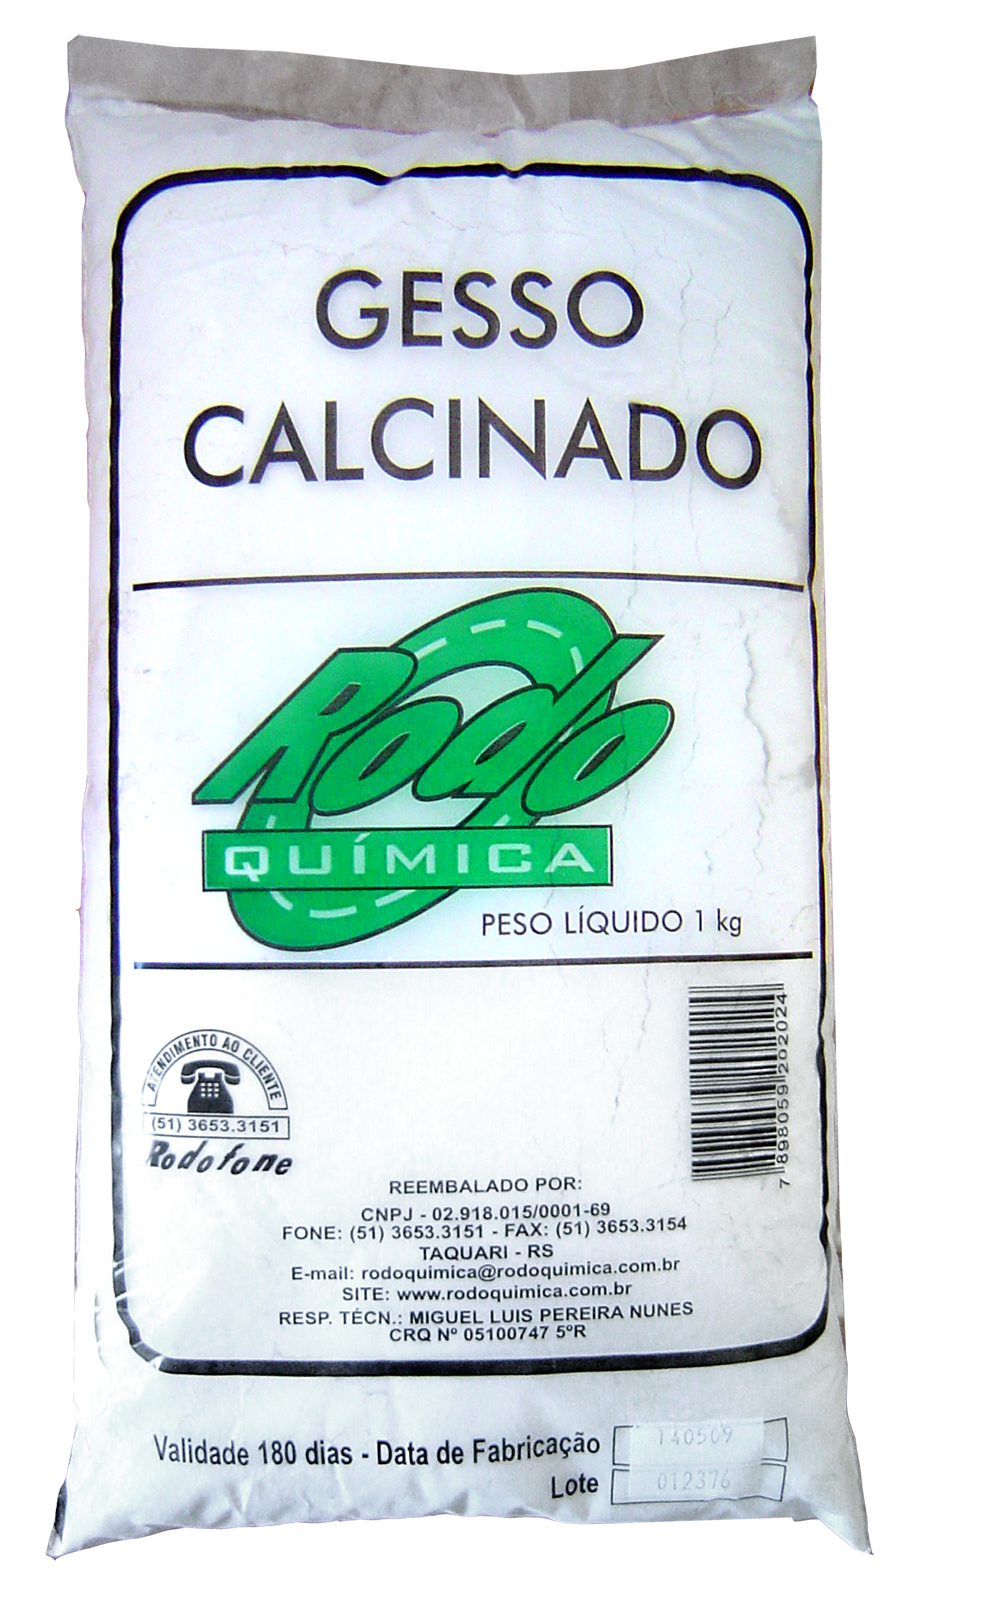 GESSO
CALCINADO
Rodo
QUÍMICA
PESO LÍQUIDO 1 kg
ATENDIMENTO AO CLIENTE
(51) 3653.3151
Rodofone
7 898059 202024
REEMBALADO POR:
CNPJ - 02.918.015/0001-69
FONE: (51) 3653.3151 - FAX: (51) 3653.3154
TAQUARI - RS
E-mail: rodoquimica@rodoquimica.com.br
SITE: www.rodoquimica.com.br
RESP. TÉCN.: MIGUEL LUIS PEREIRA NUNES
CRQ Nº 05100747 5ºR
Validade 180 dias - Data de Fabricação 140509
Lote 012376